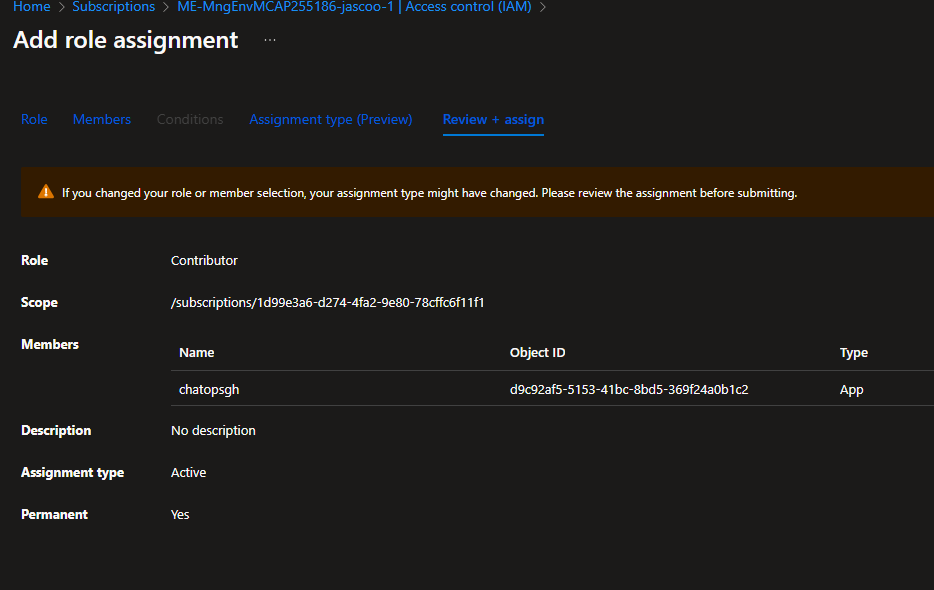 Home > Subscriptions > ME-MngEnvMCAP255186-jascoo-1 | Access control (IAM) >
Add role assignment ...
Role Members Conditions Assignment type (Preview) Review + assign
If you changed your role or member selection, your assignment type might have changed. Please review the assignment before submitting.
Role Contributor
Scope /subscriptions/1d99e3a6-d274-4fa2-9e80-78cffc6f11f1
Members
Name Object ID Type
chatopsgh d9c92af5-5153-41bc-8bd5-369f24a0b1c2 App
Description No description
Assignment type Active
Permanent Yes